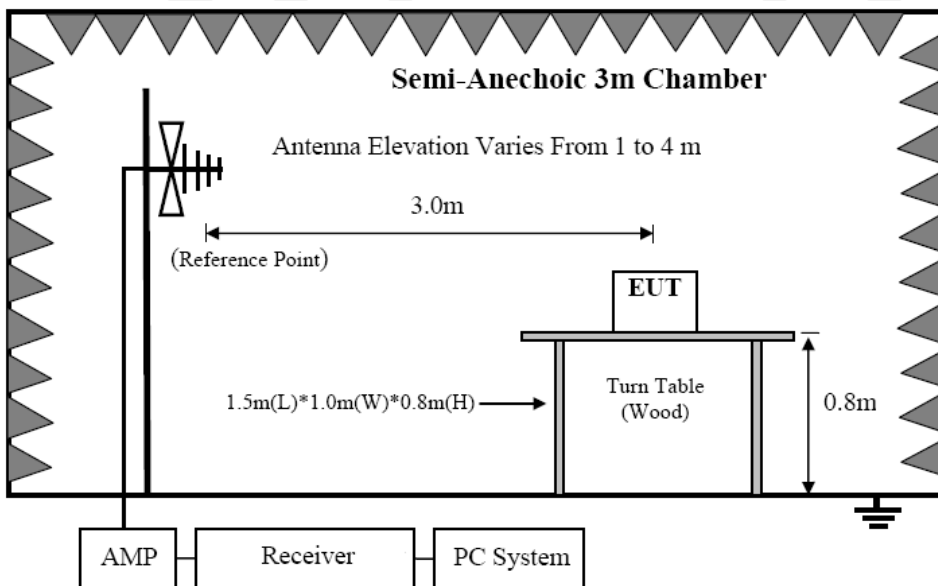 Semi-Anechoic 3m Chamber
Antenna Elevation Varies From 1 to 4 m
3.0m
(Reference Point)
EUT
1.5m(L)*1.0m(W)*0.8m(H)
Turn Table
(Wood)
0.8m
AMP
Receiver
PC System